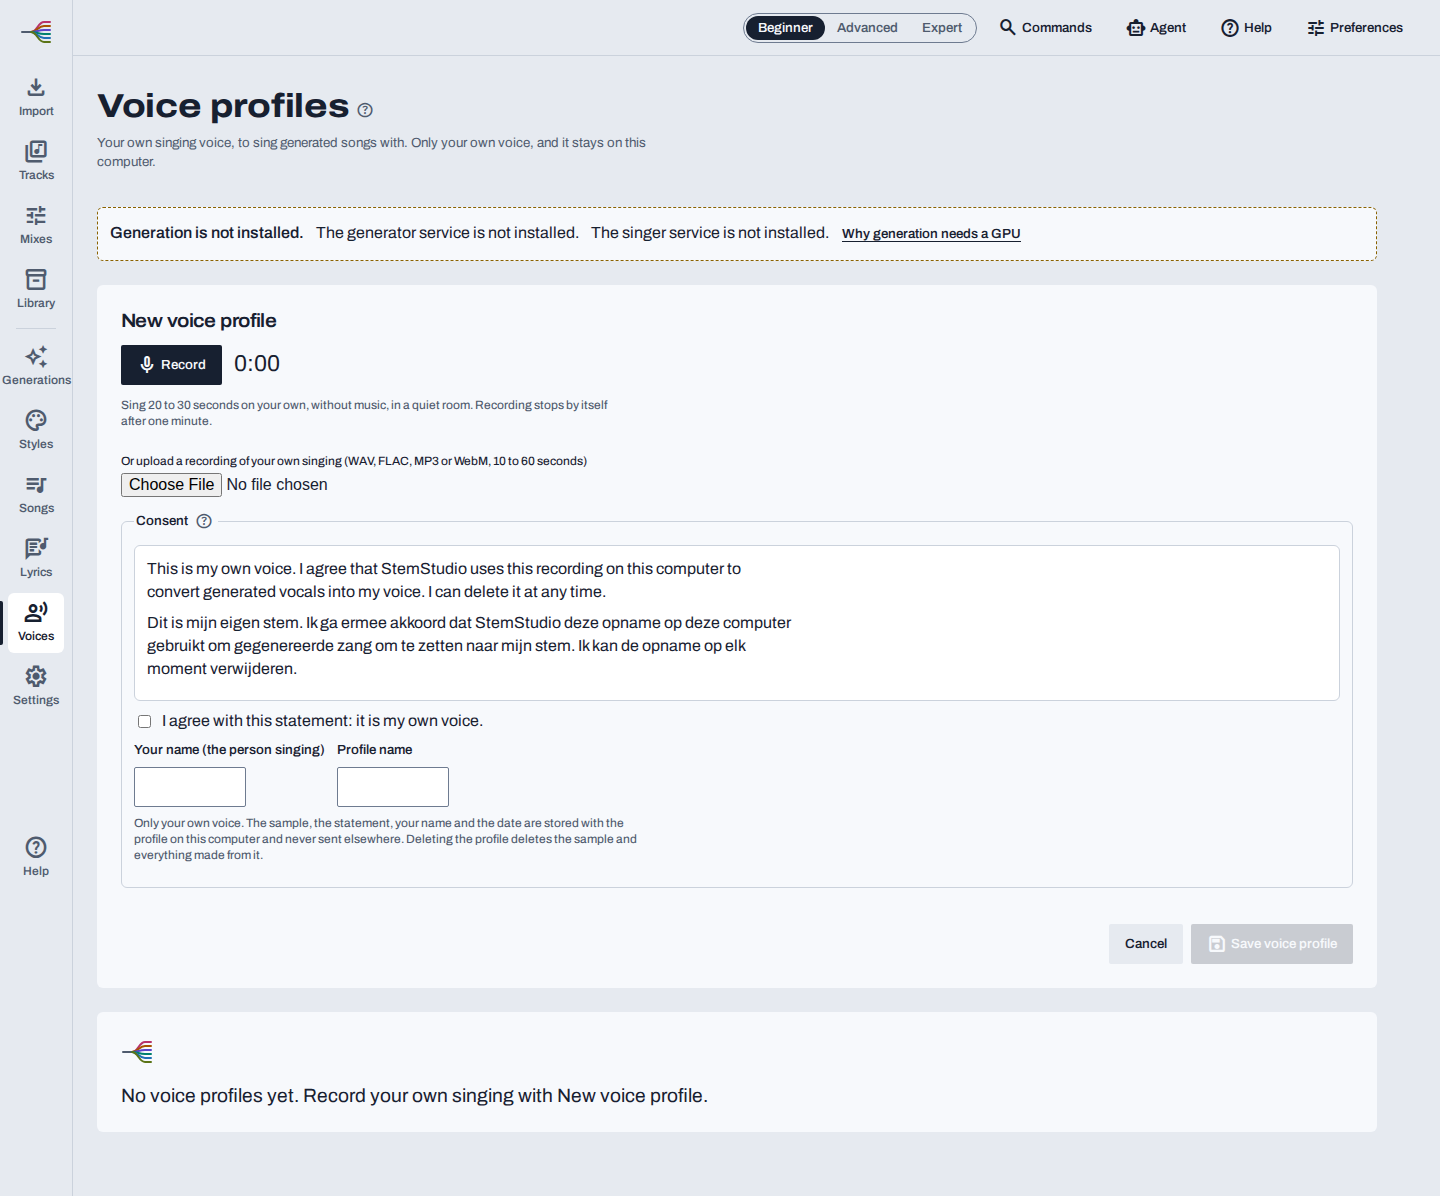 Beginner
Advanced
Expert
Commands
Agent
Help
Preferences
Import
Tracks
Mixes
Library
Generations
Styles
Songs
Lyrics
Voices
Settings
Help
Voice profiles
Your own singing voice, to sing generated songs with. Only your own voice, and it stays on this
computer.
Generation is not installed. The generator service is not installed. The singer service is not installed. Why generation needs a GPU
New voice profile
Record 0:00
Sing 20 to 30 seconds on your own, without music, in a quiet room. Recording stops by itself
after one minute.
Or upload a recording of your own singing (WAV, FLAC, MP3 or WebM, 10 to 60 seconds)
Choose File No file chosen
Consent
This is my own voice. I agree that StemStudio uses this recording on this computer to
convert generated vocals into my voice. I can delete it at any time.
Dit is mijn eigen stem. Ik ga ermee akkoord dat StemStudio deze opname op deze computer
gebruikt om gegenereerde zang om te zetten naar mijn stem. Ik kan de opname op elk
moment verwijderen.
I agree with this statement: it is my own voice.
Your name (the person singing) Profile name
Only your own voice. The sample, the statement, your name and the date are stored with the
profile on this computer and never sent elsewhere. Deleting the profile deletes the sample and
everything made from it.
Cancel
Save voice profile
No voice profiles yet. Record your own singing with New voice profile.